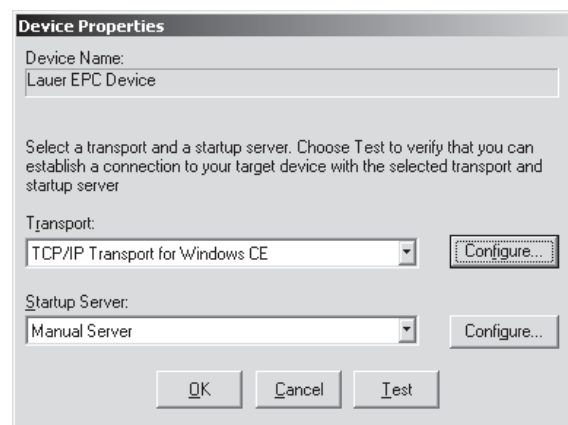 Device Properties
Device Name:
Lauer EPC Device
Select a transport and a startup server. Choose Test to verify that you can
establish a connection to your target device with the selected transport and
startup server
Transport:
TCP/IP Transport for Windows CE
Configure...
Startup Server:
Manual Server
Configure...
OK
Cancel
Test